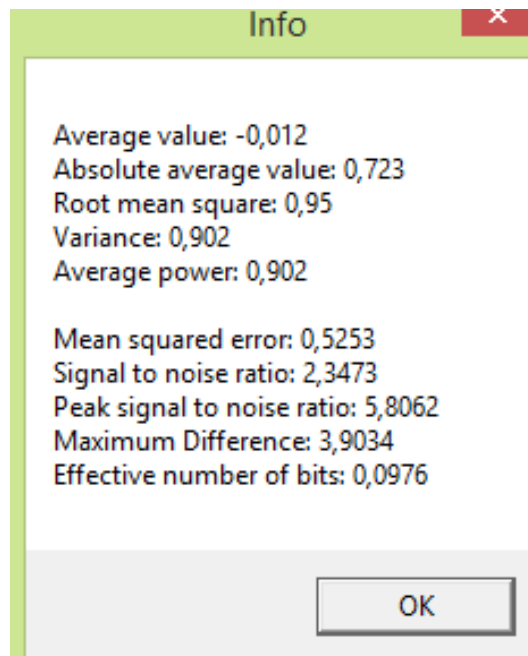 Info
Average value: -0,012
Absolute average value: 0,723
Root mean square: 0,95
Variance: 0,902
Average power: 0,902
Mean squared error: 0,5253
Signal to noise ratio: 2,3473
Peak signal to noise ratio: 5,8062
Maximum Difference: 3,9034
Effective number of bits: 0,0976
OK